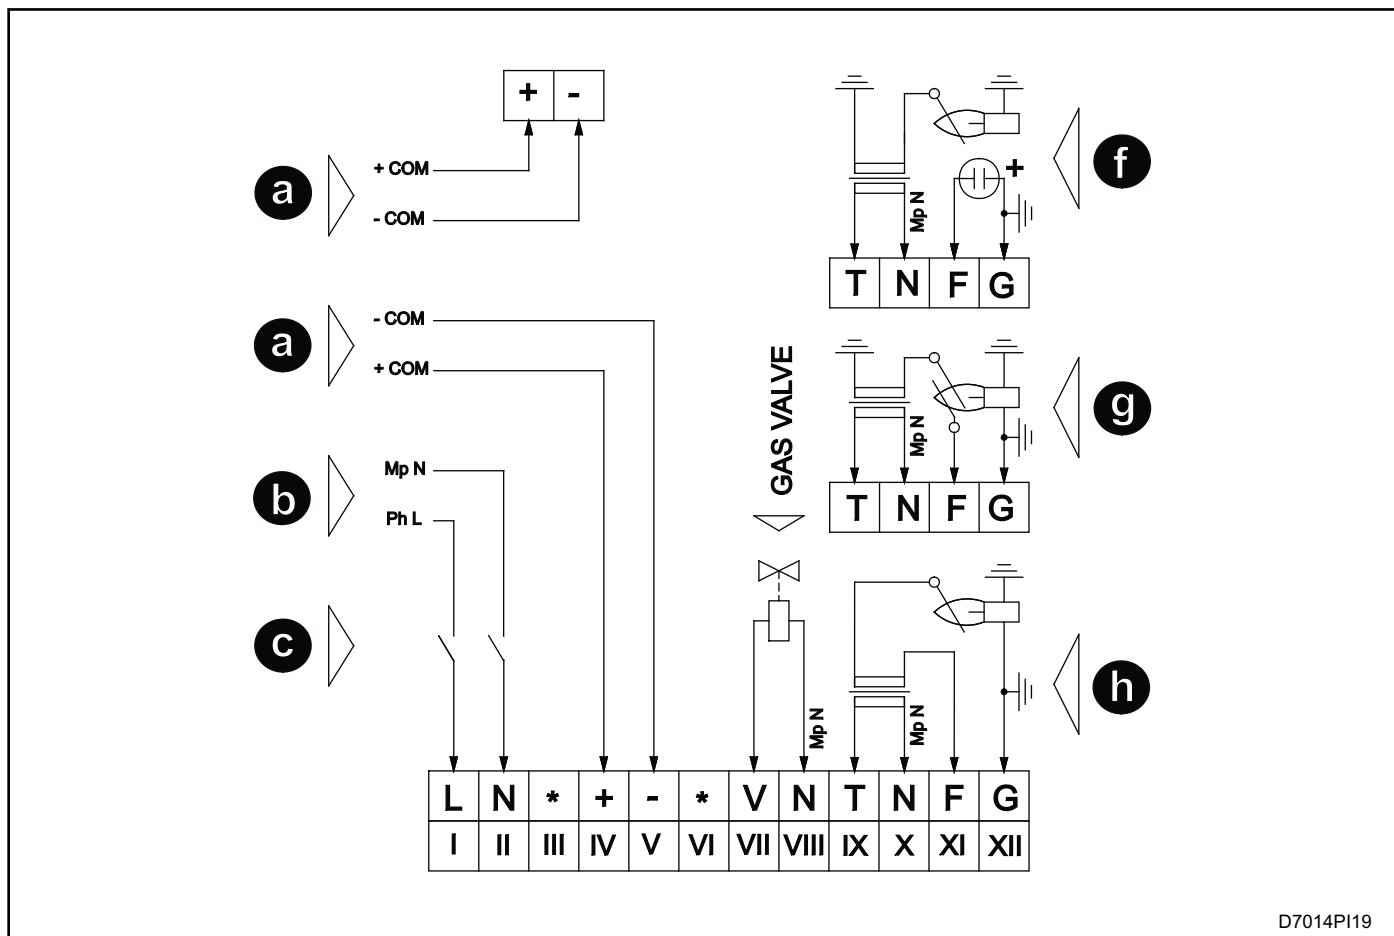 + -
a
+ COM
- COM
a
- COM
+ COM
b
Mp N
Ph L
c
GAS VALVE
Mp N
f
+
Mp N
T N F G
g
Mp N
T N F G
h
Mp N
L N * + - * V N T N F G
I II III IV V VI VII VIII IX X XI XII
D7014PI19